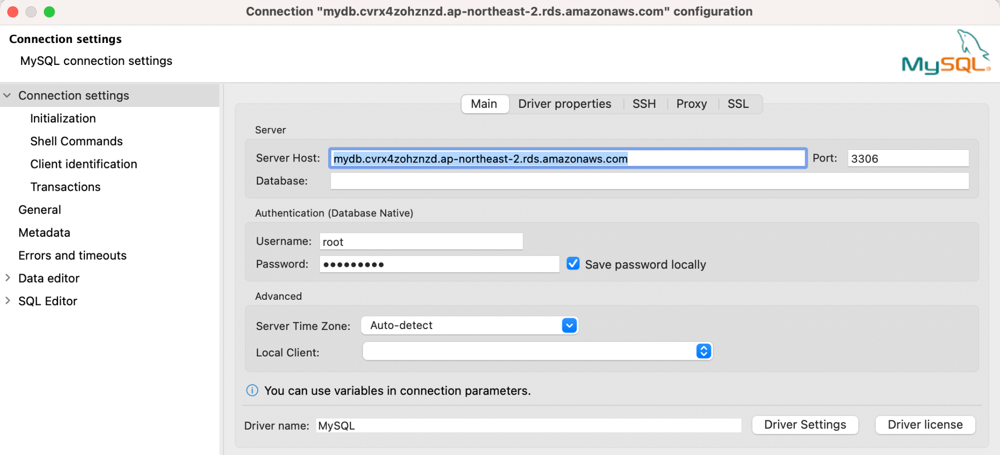 Connection "mydb.cvrx4zohznzd.ap-northeast-2.rds.amazonaws.com" configuration
Connection settings
MySQL connection settings
MySQL®
Connection settings
Initialization
Shell Commands
Client identification
Transactions
General
Metadata
Errors and timeouts
Data editor
SQL Editor
Main Driver properties SSH Proxy SSL
Server
Server Host: mydb.cvrx4zohznzd.ap-northeast-2.rds.amazonaws.com Port: 3306
Database:
Authentication (Database Native)
Username: root
Password: ●●●●●●●●● Save password locally
Advanced
Server Time Zone: Auto-detect
Local Client:
You can use variables in connection parameters.
Driver name: MySQL Driver Settings Driver license